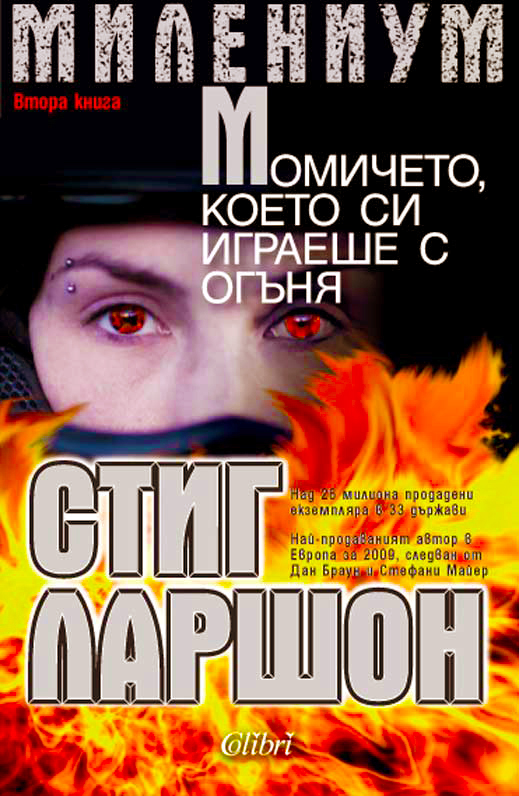 МИЛЕНИУМ
Втора книга
МОМИЧЕТО,
КОЕТО СИ
ИГРАЕШЕ С
ОГЪНЯ
СТИГ
Над 26 милиона продадени
екземпляра в 33 държави
Най-продаваният автор в
Европа за 2009, следван от
Дан Браун и Стефани Майер
ЛАРШОН
Colibri